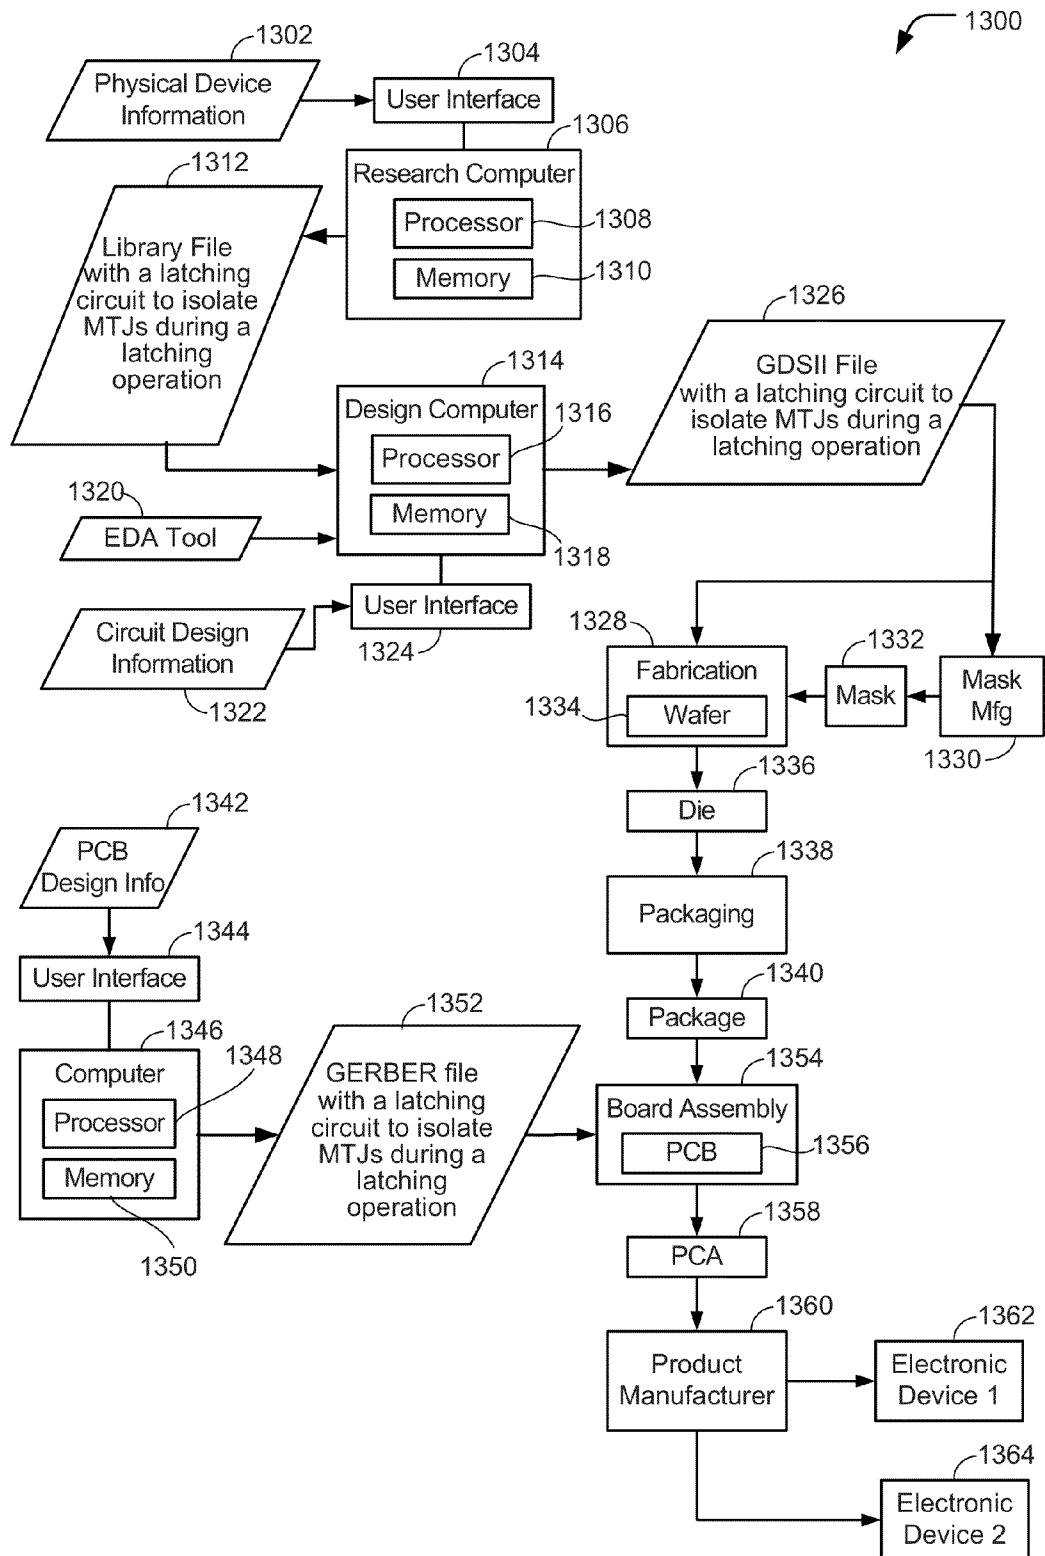 1300
1302
Physical Device
Information
1304
User Interface
1306
Research Computer
Processor
1308
Memory
1310
1312
Library File
with a latching
circuit to isolate
MTJs during a
latching
operation
1314
Design Computer
Processor
1316
Memory
1318
1320
EDA Tool
1322
Circuit Design
Information
User Interface
1324
1326
GDSII File
with a latching circuit to
isolate MTJs during a
latching operation
1328
Fabrication
1334
Wafer
1332
Mask
Mask
Mfg
1330
1336
Die
1338
Packaging
1340
Package
1342
PCB
Design Info
1344
User Interface
1346
Computer
Processor
1348
Memory
1350
1352
GERBER file
with a latching
circuit to isolate
MTJs during a
latching
operation
1354
Board Assembly
PCB
1356
1358
PCA
1360
Product
Manufacturer
1362
Electronic
Device 1
1364
Electronic
Device 2